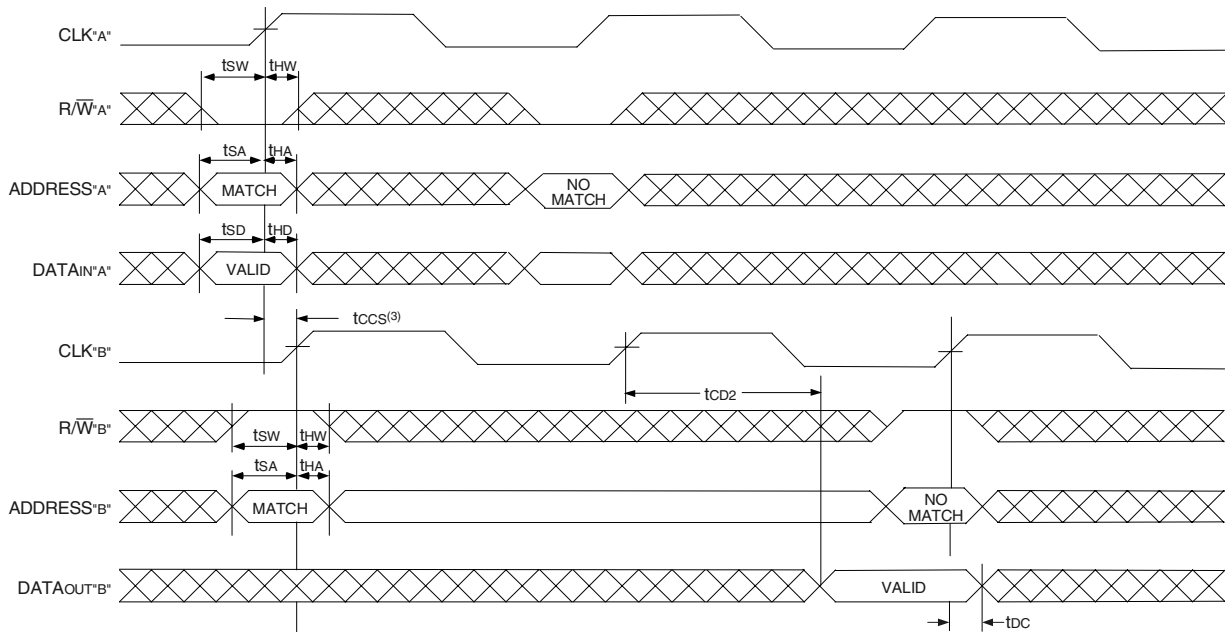 CLK"A"
tSW tHW
R/W̅"A"
tSA tHA
ADDRESS"A" MATCH NO MATCH
tSD tHD
DATAIN"A" VALID
tCCS(3)
CLK"B"
tCD2
R/W̅"B"
tSW tHW
tSA tHA
ADDRESS"B" MATCH NO MATCH
DATAOUT"B" VALID
tDC